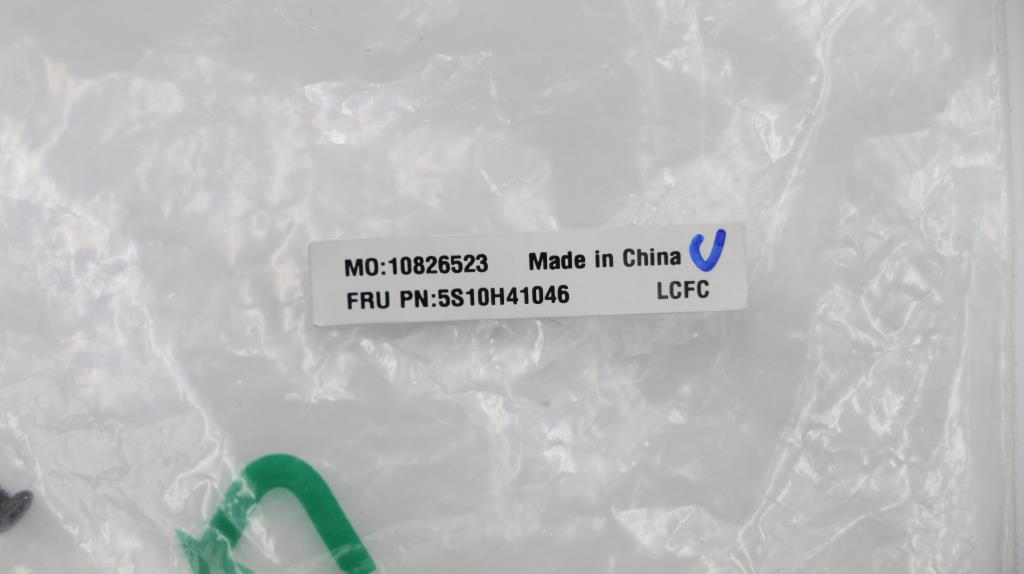 MO:10826523 Made in China
FRU PN:5S10H41046 LCFC